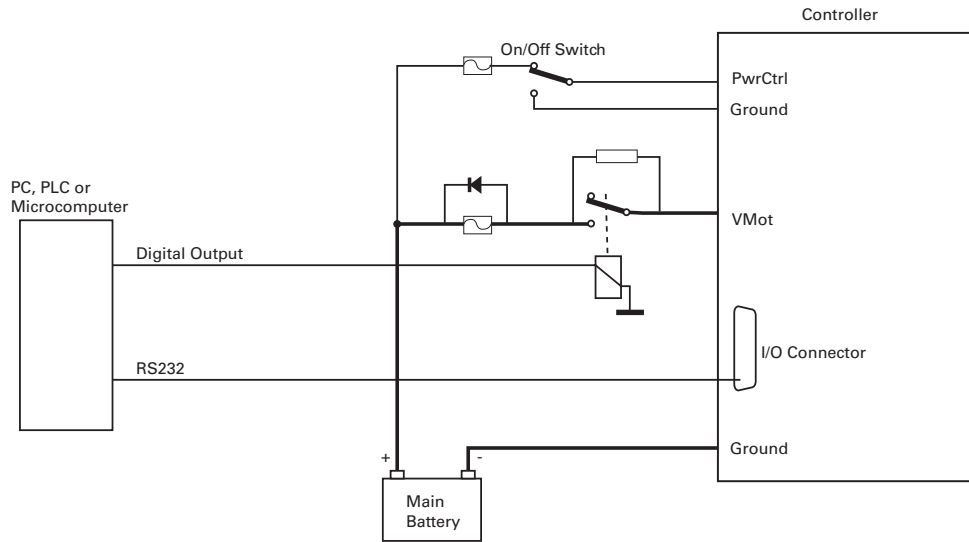 Controller
On/Off Switch
PwrCtrl
Ground
PC, PLC or
Microcomputer
VMot
Digital Output
I/O Connector
RS232
Ground
+ -
Main
Battery